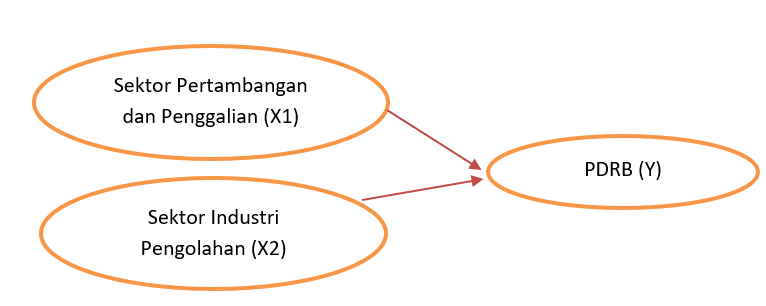 Sektor Pertambangan
dan Penggalian (X1)
Sektor Industri
Pengolahan (X2)
PDRB (Y)